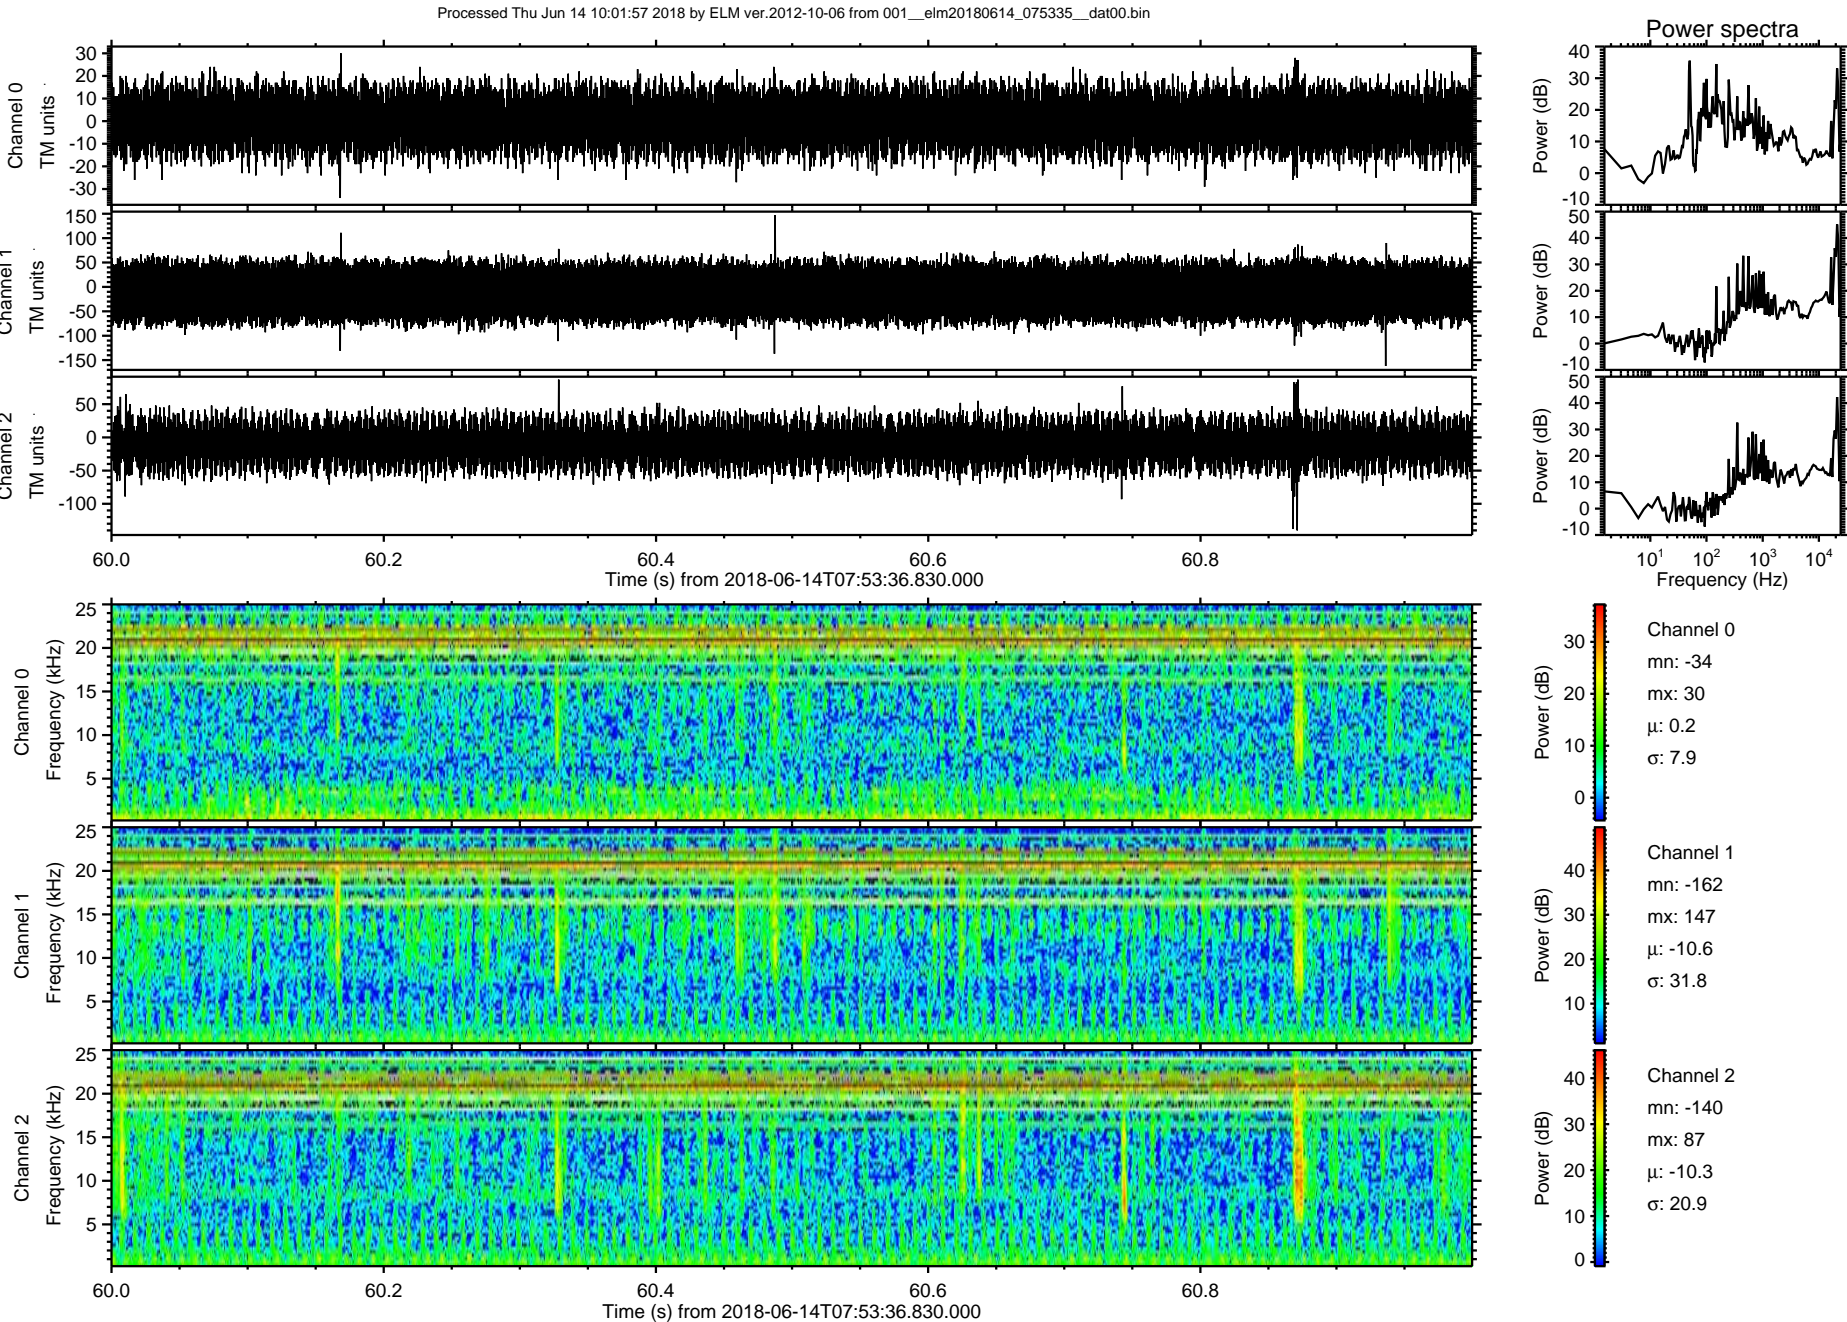 Processed Thu Jun 14 10:01:57 2018 by ELM ver.2012-10-06 from 001__elm20180614_075335__dat00.bin
Power spectra
Channel 0
TM units
30
20
10
0
-10
-20
-30
Power (dB)
40
30
20
10
0
-10
Channel 1
TM units
150
100
50
0
-50
-100
-150
Power (dB)
50
40
30
20
10
0
-10
Channel 2
TM units
50
0
-50
-100
Power (dB)
50
40
30
20
10
0
-10
60.0 60.2 60.4 60.6 60.8
Time (s) from 2018-06-14T07:53:36.830.000
10¹ 10² 10³ 10⁴
Frequency (Hz)
Channel 0
Frequency (kHz)
25
20
15
10
5
Power (dB)
30
20
10
0
Channel 0
mn: -34
mx: 30
μ: 0.2
σ: 7.9
Channel 1
Frequency (kHz)
25
20
15
10
5
Power (dB)
40
30
20
10
Channel 1
mn: -162
mx: 147
μ: -10.6
σ: 31.8
Channel 2
Frequency (kHz)
25
20
15
10
5
Power (dB)
40
30
20
10
0
Channel 2
mn: -140
mx: 87
μ: -10.3
σ: 20.9
60.0 60.2 60.4 60.6 60.8
Time (s) from 2018-06-14T07:53:36.830.000